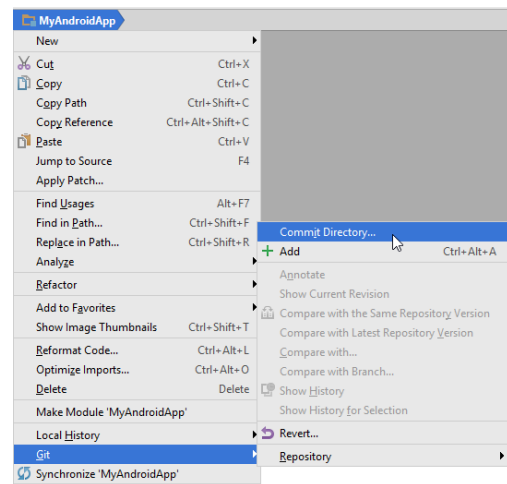 MyAndroidApp
New
Cut Ctrl+X
Copy Ctrl+C
Copy Path Ctrl+Shift+C
Copy Reference Ctrl+Alt+Shift+C
Paste Ctrl+V
Jump to Source F4
Apply Patch...
Find Usages Alt+F7
Find in Path... Ctrl+Shift+F
Replace in Path... Ctrl+Shift+R
Analyze
Refactor
Add to Favorites
Show Image Thumbnails Ctrl+Shift+T
Reformat Code... Ctrl+Alt+L
Optimize Imports... Ctrl+Alt+O
Delete Delete
Make Module 'MyAndroidApp'
Local History
Git
Synchronize 'MyAndroidApp'
Commit Directory...
Add Ctrl+Alt+A
Annotate
Show Current Revision
Compare with the Same Repository Version
Compare with Latest Repository Version
Compare with...
Compare with Branch...
Show History
Show History for Selection
Revert...
Repository